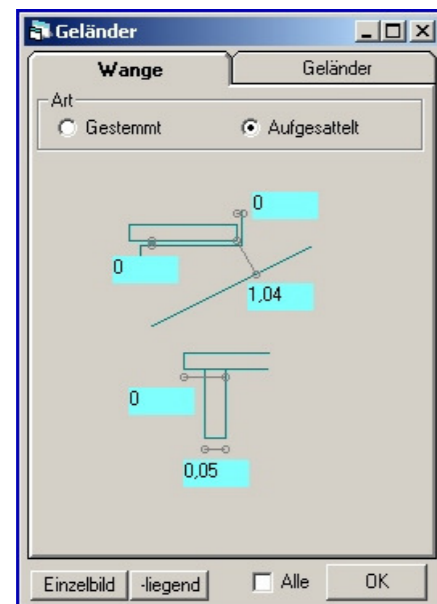 Geländer
Wange Geländer
Art
Gestemmt Aufgesattelt
0
0
1,04
0
0,05
Einzelbild -liegend Alle OK